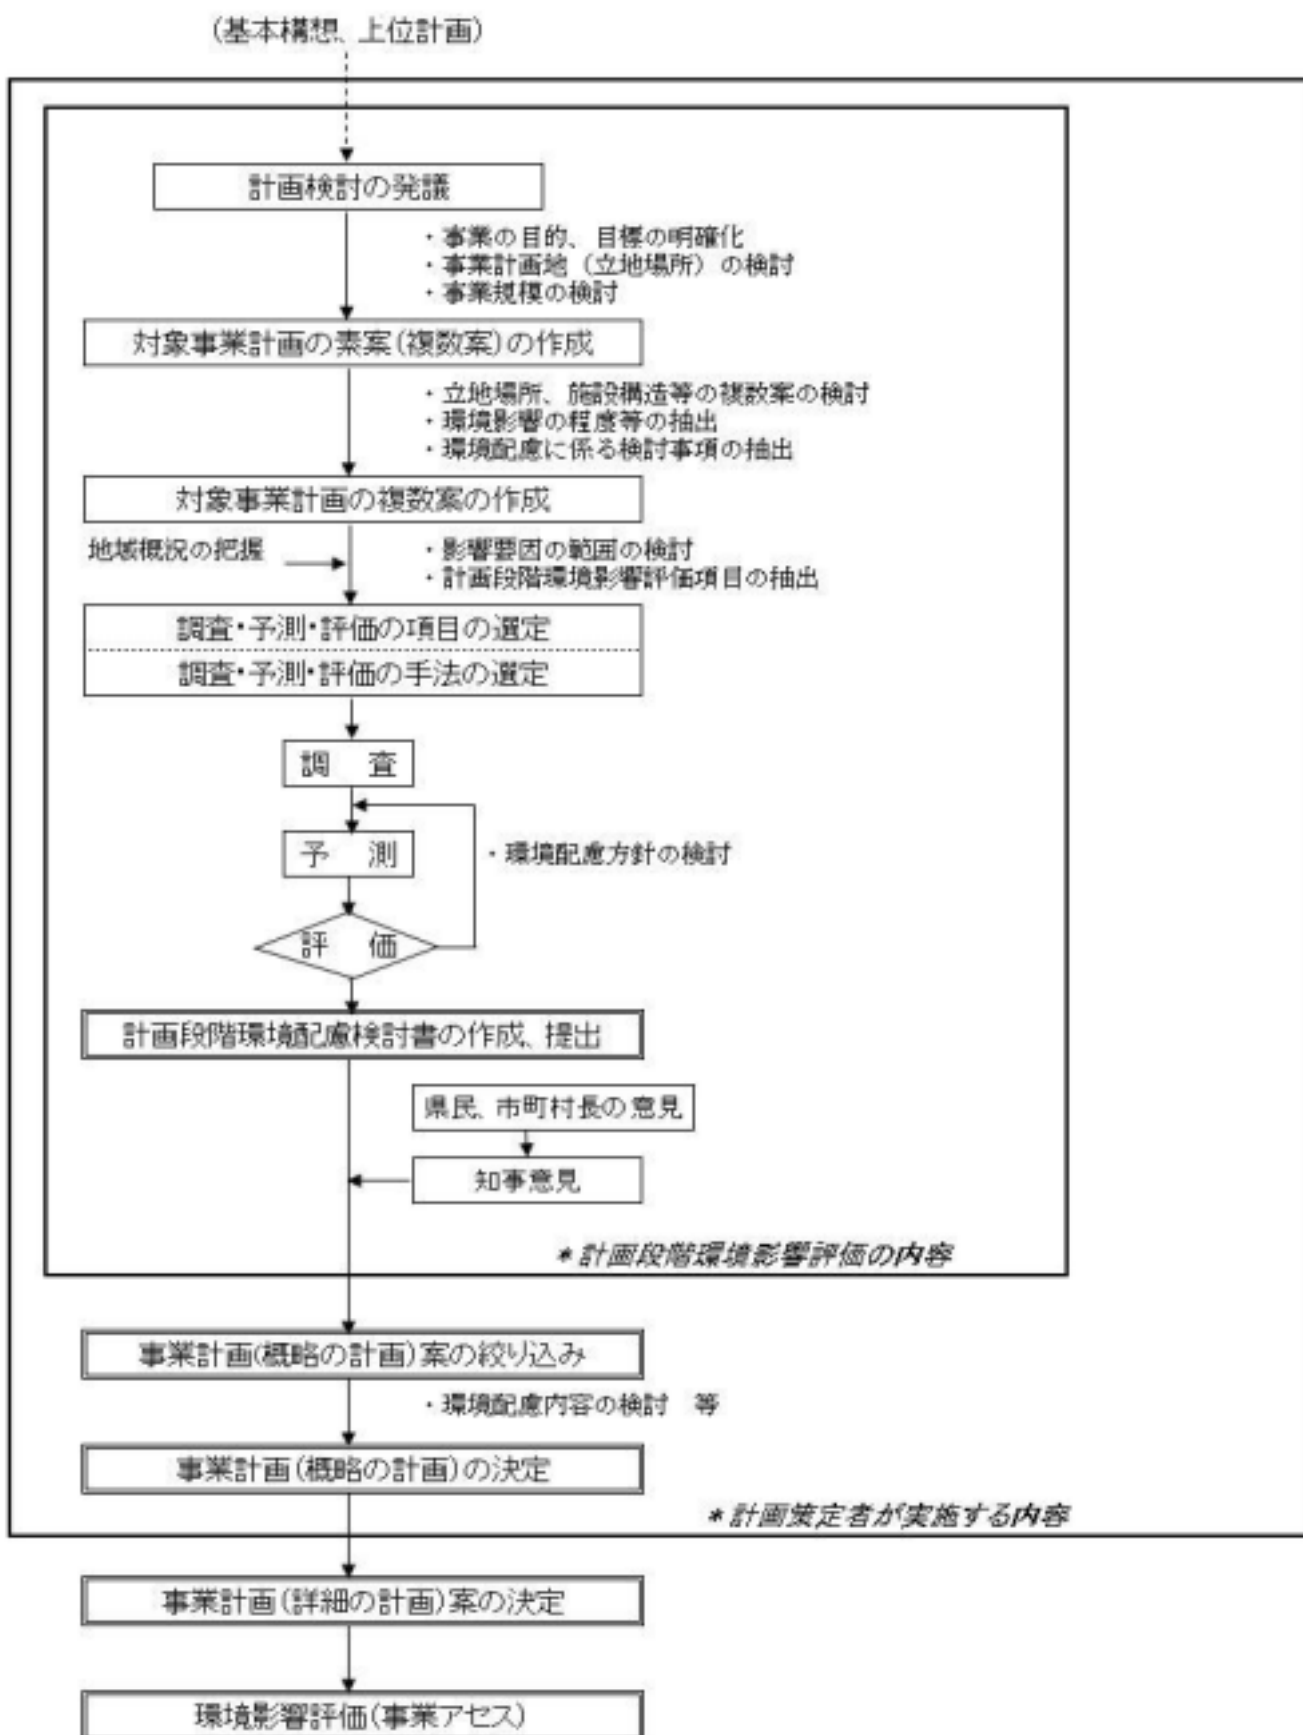 (基本構想、上位計画)
計画検討の発議
・事業の目的、目標の明確化
・事業計画地（立地場所）の検討
・事業規模の検討
対象事業計画の素案(複数案)の作成
・立地場所、施設構造等の複数案の検討
・環境影響の程度等の抽出
・環境配慮に係る検討事項の抽出
対象事業計画の複数案の作成
地域概況の把握
・影響要因の範囲の検討
・計画段階環境影響評価項目の抽出
調査・予測・評価の項目の選定
調査・予測・評価の手法の選定
調　査
予　測
・環境配慮方針の検討
評　価
計画段階環境配慮検討書の作成、提出
県民、市町村長の意見
知事意見
＊計画段階環境影響評価の内容
事業計画(概略の計画)案の絞り込み
・環境配慮内容の検討　等
事業計画(概略の計画)の決定
＊計画策定者が実施する内容
事業計画(詳細の計画)案の決定
環境影響評価(事業アセス)